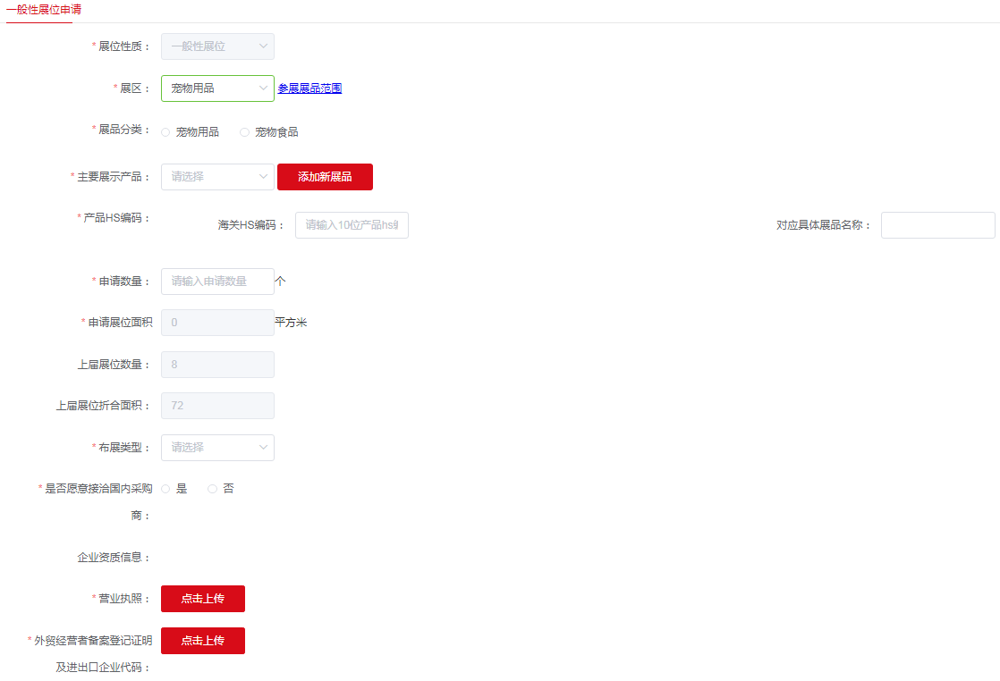 一般性展位申请
* 展位性质： 一般性展位
* 展区： 宠物用品 参展展品范围
* 展品分类： 宠物用品 宠物食品
* 主要展示产品： 请选择 添加新展品
* 产品HS编码： 海关HS编码： 请输入10位产品hs 对应具体展品名称：
* 申请数量： 请输入申请数量 个
* 申请展位面积 0 平方米
上届展位数量： 8
上届展位折合面积： 72
* 布展类型： 请选择
* 是否愿意接洽国内采购 是 否
商：
企业资质信息：
* 营业执照： 点击上传
* 外贸经营者备案登记证明 点击上传
及进出口企业代码：